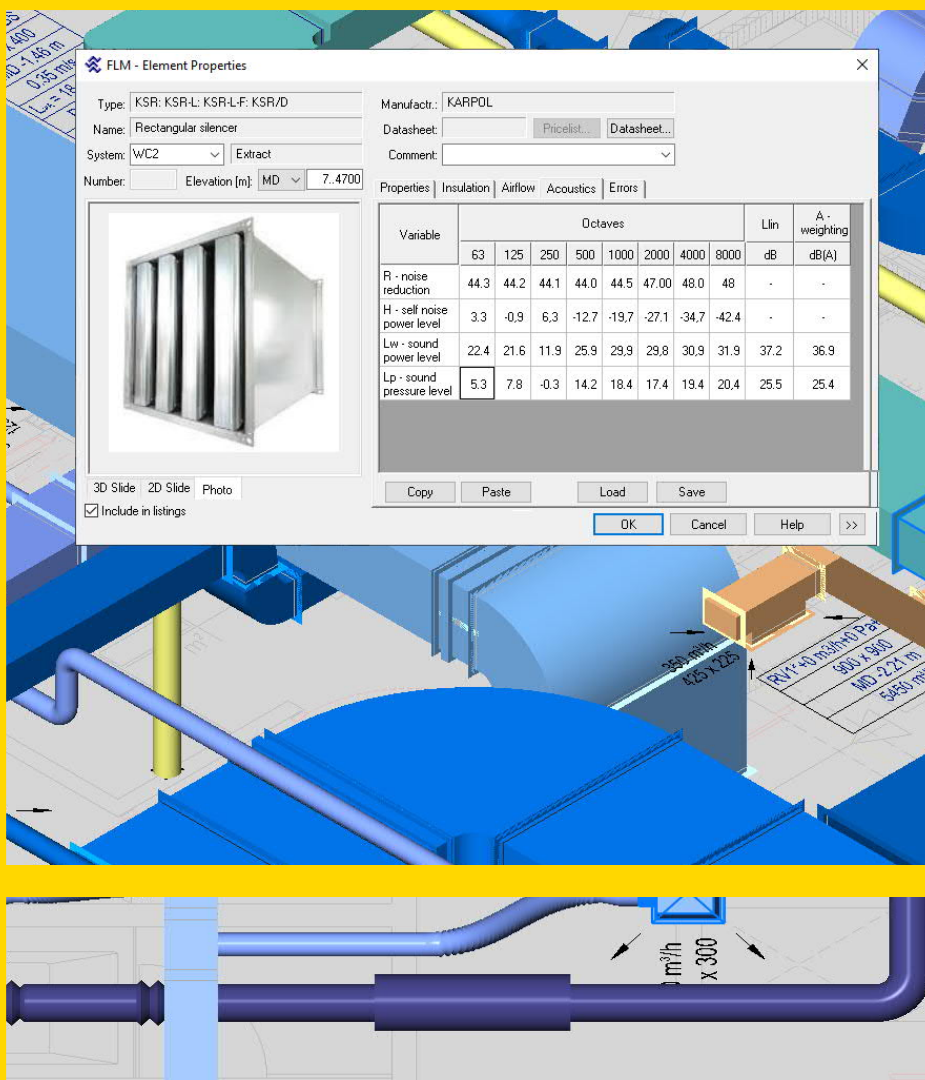 FLM - Element Properties
Type: KSR: KSR-L: KSR-L-F: KSR/D
Name: Rectangular silencer
System: WC2 Extract
Number: Elevation [m]: MD 7..4700
Manufactr.: KARPOL
Datasheet: Pricelist... Datasheet...
Comment:
Properties Insulation Airflow Acoustics Errors
Variable Octaves Llin A - weighting
63 125 250 500 1000 2000 4000 8000 dB dB(A)
R - noise reduction 44.3 44.2 44.1 44.0 44.5 47.00 48.0 48 - -
H - self noise power level 3.3 -0,9 6,3 -12.7 -19,7 -27.1 -34,7 -42.4 - -
Lw - sound power level 22.4 21.6 11.9 25.9 29,9 29,8 30,9 31.9 37.2 36.9
Lp - sound pressure level 5.3 7.8 -0.3 14.2 18.4 17.4 19.4 20,4 25.5 25.4
3D Slide 2D Slide Photo
Include in listings
Copy Paste Load Save
OK Cancel Help >>
x 400
MD -1,46 m
350 m³/h
425 x 225
RV1*+0 m3/h+0 Pa
900 x 900
MD -2,21 m
5450
m³/h
x 300